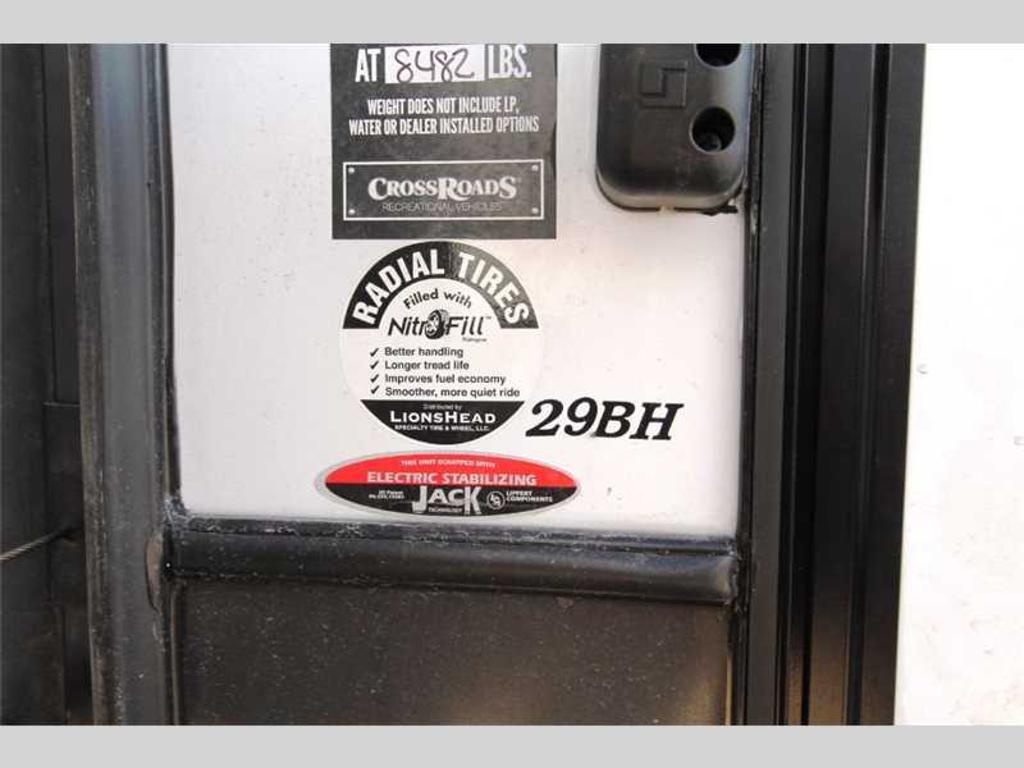 AT 8482 LBS.
WEIGHT DOES NOT INCLUDE LP,
WATER OR DEALER INSTALLED OPTIONS
CROSSROADS
RECREATIONAL VEHICLES
RADIAL TIRES
Filled with
NitroFill™
✓ Better handling
✓ Longer tread life
✓ Improves fuel economy
✓ Smoother, more quiet ride
Distributed by
LIONSHEAD
SPECIALTY TIRE & WHEEL, LLC.
29BH
THIS UNIT EQUIPPED WITH
ELECTRIC STABILIZING
JACK
TECHNOLOGY
LIPPERT
COMPONENTS